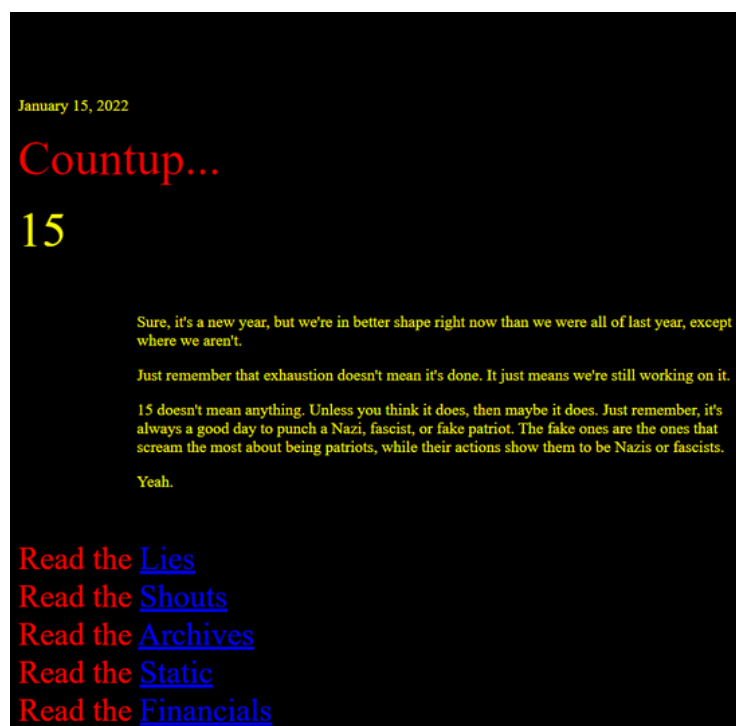 January 15, 2022
Countup...
15
Sure, it's a new year, but we're in better shape right now than we were all of last year, except
where we aren't.
Just remember that exhaustion doesn't mean it's done. It just means we're still working on it.
15 doesn't mean anything. Unless you think it does, then maybe it does. Just remember, it's
always a good day to punch a Nazi, fascist, or fake patriot. The fake ones are the ones that
scream the most about being patriots, while their actions show them to be Nazis or fascists.
Yeah.
Read the Lies
Read the Shouts
Read the Archives
Read the Static
Read the Financials